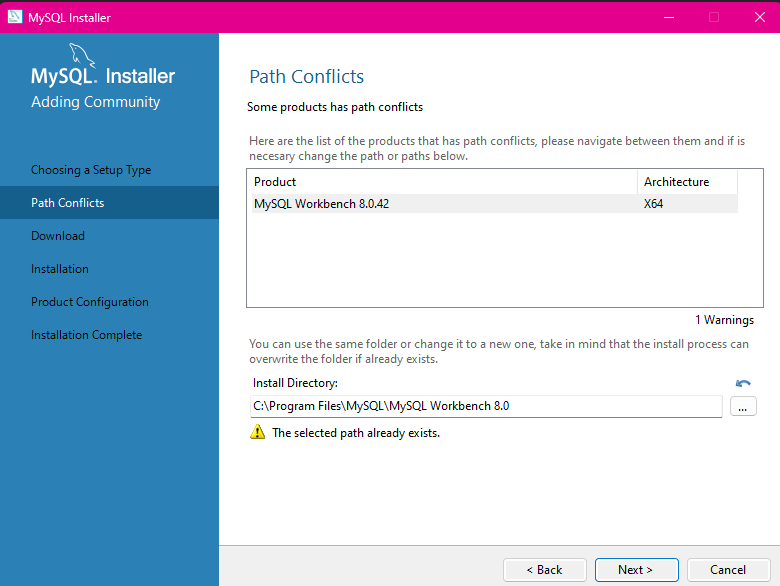 MySQL Installer
MySQL. Installer
Adding Community
Choosing a Setup Type
Path Conflicts
Download
Installation
Product Configuration
Installation Complete
Path Conflicts
Some products has path conflicts
Here are the list of the products that has path conflicts, please navigate between them and if is
necesary change the path or paths below.
Product Architecture
MySQL Workbench 8.0.42 X64
1 Warnings
You can use the same folder or change it to a new one, take in mind that the install process can
overwrite the folder if already exists.
Install Directory:
C:\Program Files\MySQL\MySQL Workbench 8.0
...
The selected path already exists.
< Back Next > Cancel